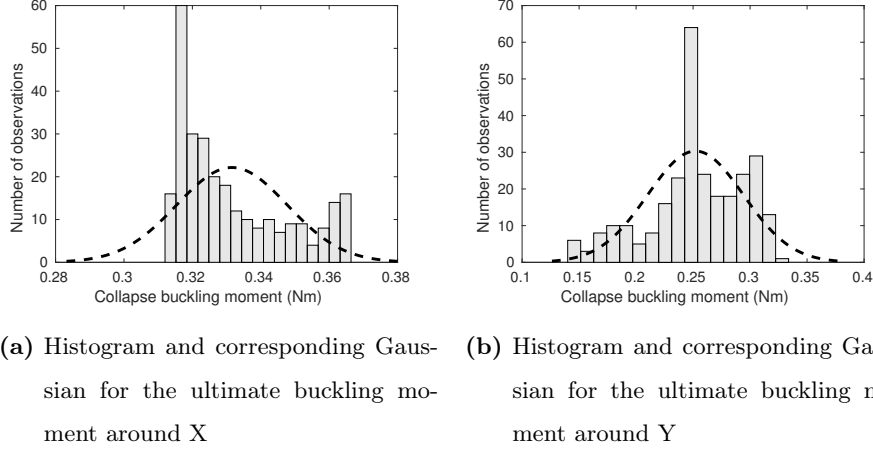 60
50
40
30
20
10
0
Number of observations
0.28
0.3
0.32
0.34
0.36
0.38
Collapse buckling moment (Nm)
(a) Histogram and corresponding Gaus-
sian for the ultimate buckling mo-
ment around X
70
60
50
40
30
20
10
0
Number of observations
0.1
0.15
0.2
0.25
0.3
0.35
0.4
Collapse buckling moment (Nm)
(b) Histogram and corresponding Ga
sian for the ultimate buckling
ment around Y